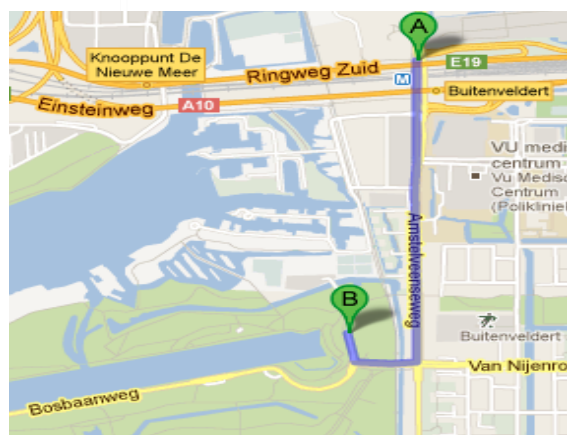 A
Knooppunt De
Nieuwe Meer
Ringweg Zuid
E19
M
Einsteinweg
A10
Buitenveldert
VU medi
centrum
Vu Medisc
Centrum
(Polikliniek
Amstelveenseweg
B
Buitenveldert
Van Nijenro
Bosbaanweg